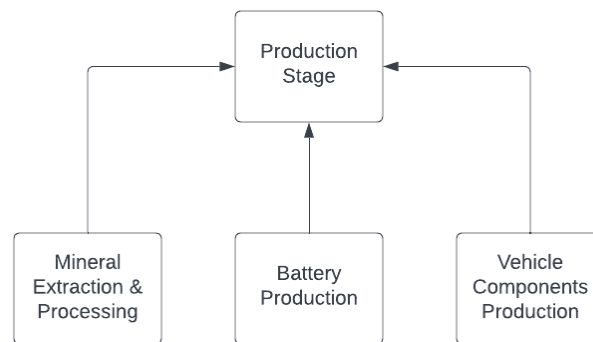 Production
Stage
Mineral
Extraction &
Processing
Battery
Production
Vehicle
Components
Production